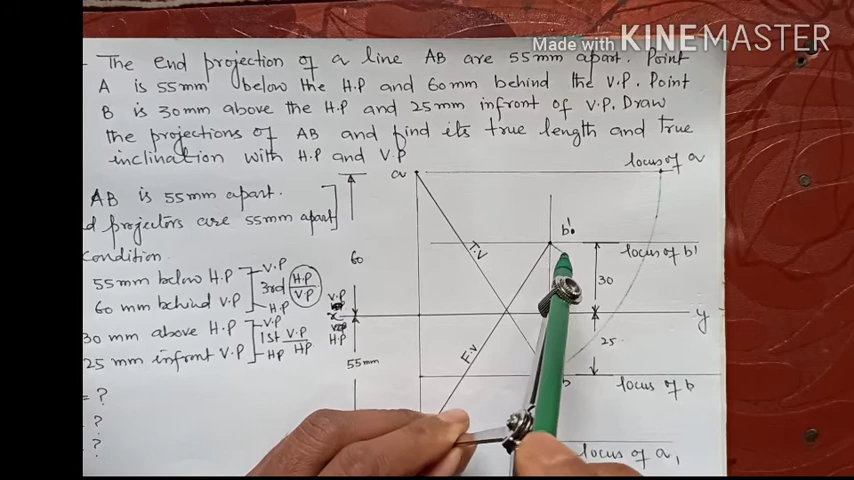 Made with KINEMASTER
- The end projection of a line AB are 55mm apart. Point
A is 55mm below the H.P and 60mm behind the V.P. Point
B is 30mm above the H.P and 25mm infront of V.P. Draw
the projections of AB and find its true length and True
inclination with H.P and V.P
AB is 55mm apart.
d projectors are 55mm apart
condition
55mm below H.P V.P 3rd H.P/V.P
60 mm behind V.P H.P
30 mm above H.P V.P 1st V.P/HP
25 mm infront V.P HP
= ?
?
?
a
locus of a
T.V
b'
locus of b'
60
30
V.P
x
y
V.P
H.P
25
55mm
F.V
b
locus of b
locus of a,